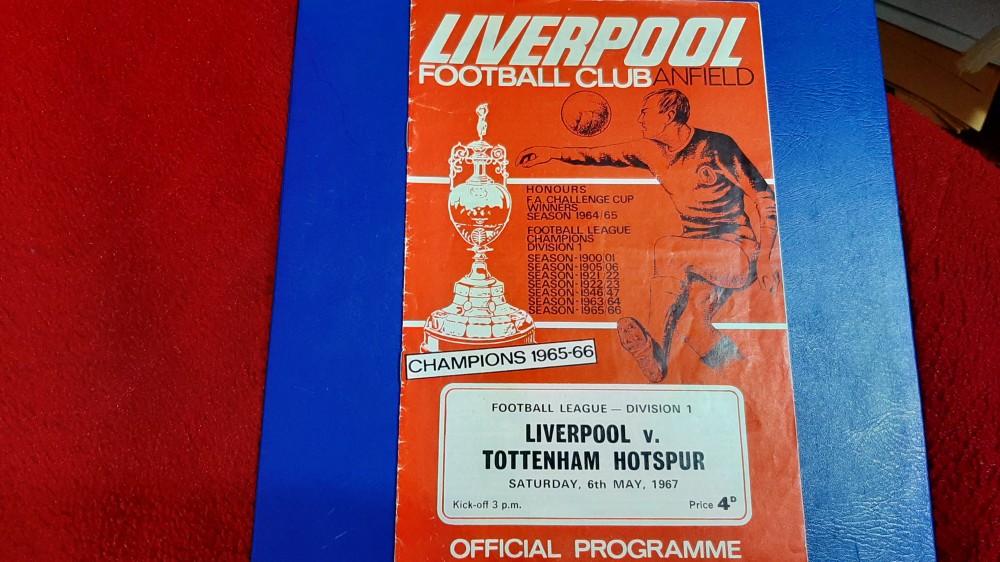 LIVERPOOL
FOOTBALL CLUB ANFIELD
HONOURS
F.A. CHALLENGE CUP
WINNERS
SEASON 1964/65
FOOTBALL LEAGUE
CHAMPIONS
DIVISION 1
SEASON-1900/01
SEASON-1905/06
SEASON-1921/22
SEASON-1922/23
SEASON-1946/47
SEASON-1963/64
SEASON-1965/66
CHAMPIONS 1965-66
FOOTBALL LEAGUE — DIVISION 1
LIVERPOOL v.
TOTTENHAM HOTSPUR
SATURDAY, 6th MAY, 1967
Kick-off 3 p.m. Price 4D
OFFICIAL PROGRAMME